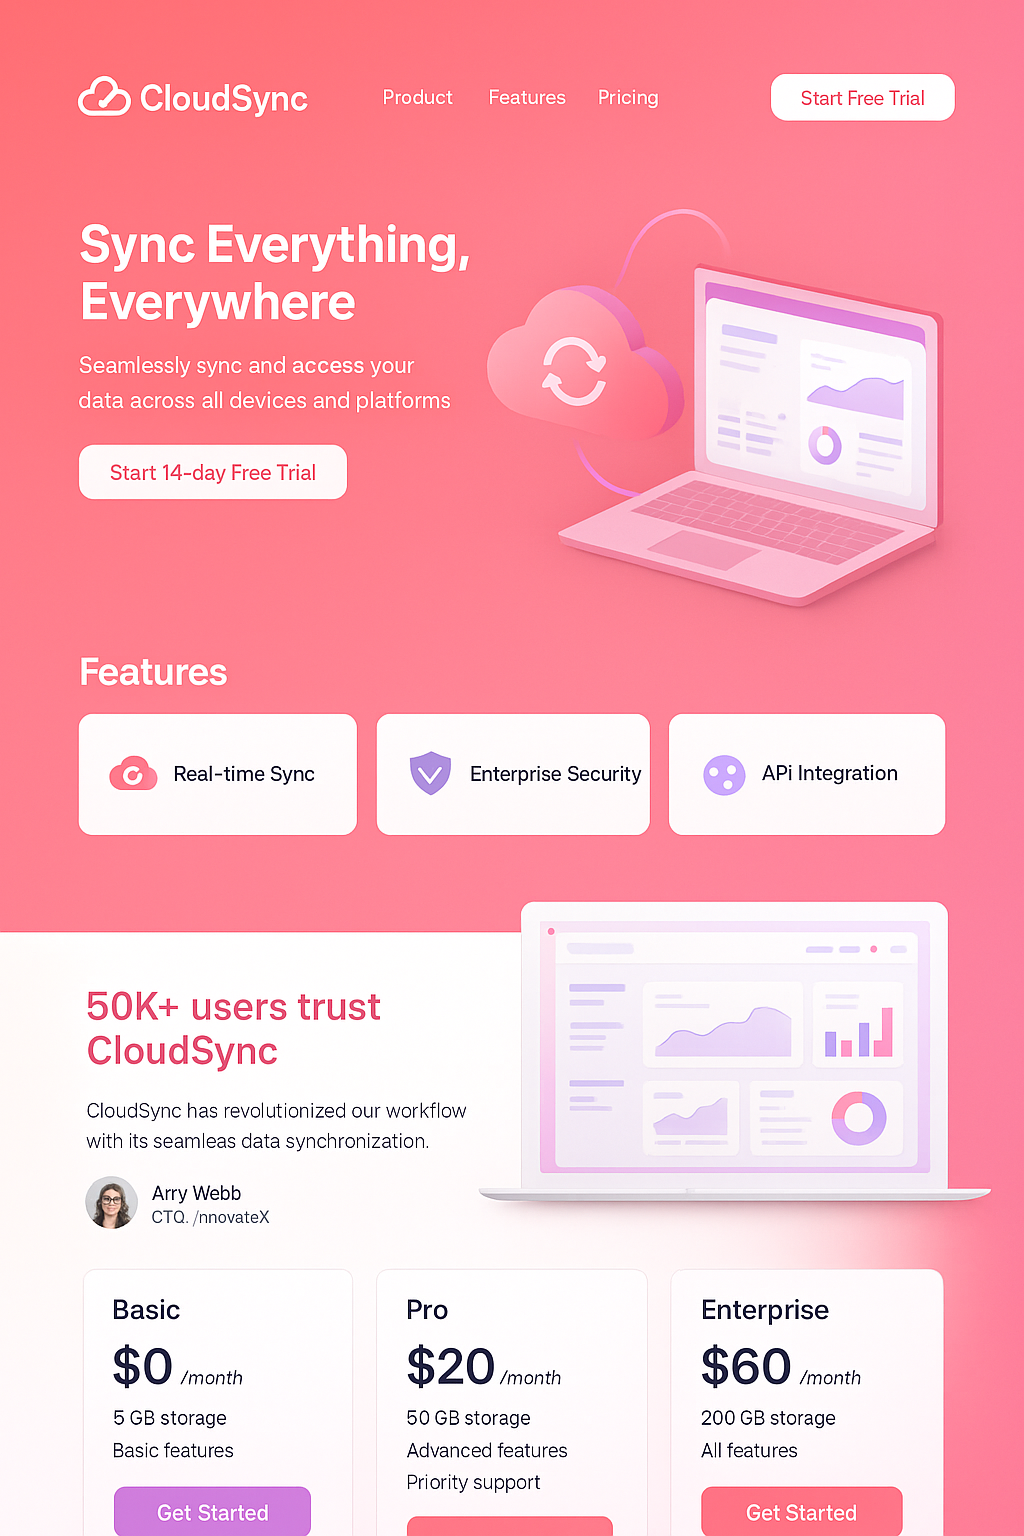 CloudSync
Product
Features
Pricing
Start Free Trial
Sync Everything,
Everywhere
Seamlessly sync and access your
data across all devices and platforms
Start 14-day Free Trial
Features
Real-time Sync
Enterprise Security
APi Integration
50K+ users trust
CloudSync
CloudSync has revolutionized our workflow
with its seamleas data synchronization.
Arry Webb
CTQ. /nnovateX
Basic
$0 /month
5 GB storage
Basic features
Get Started
Pro
$20 /month
50 GB storage
Advanced features
Priority support
Enterprise
$60 /month
200 GB storage
All features
Get Started